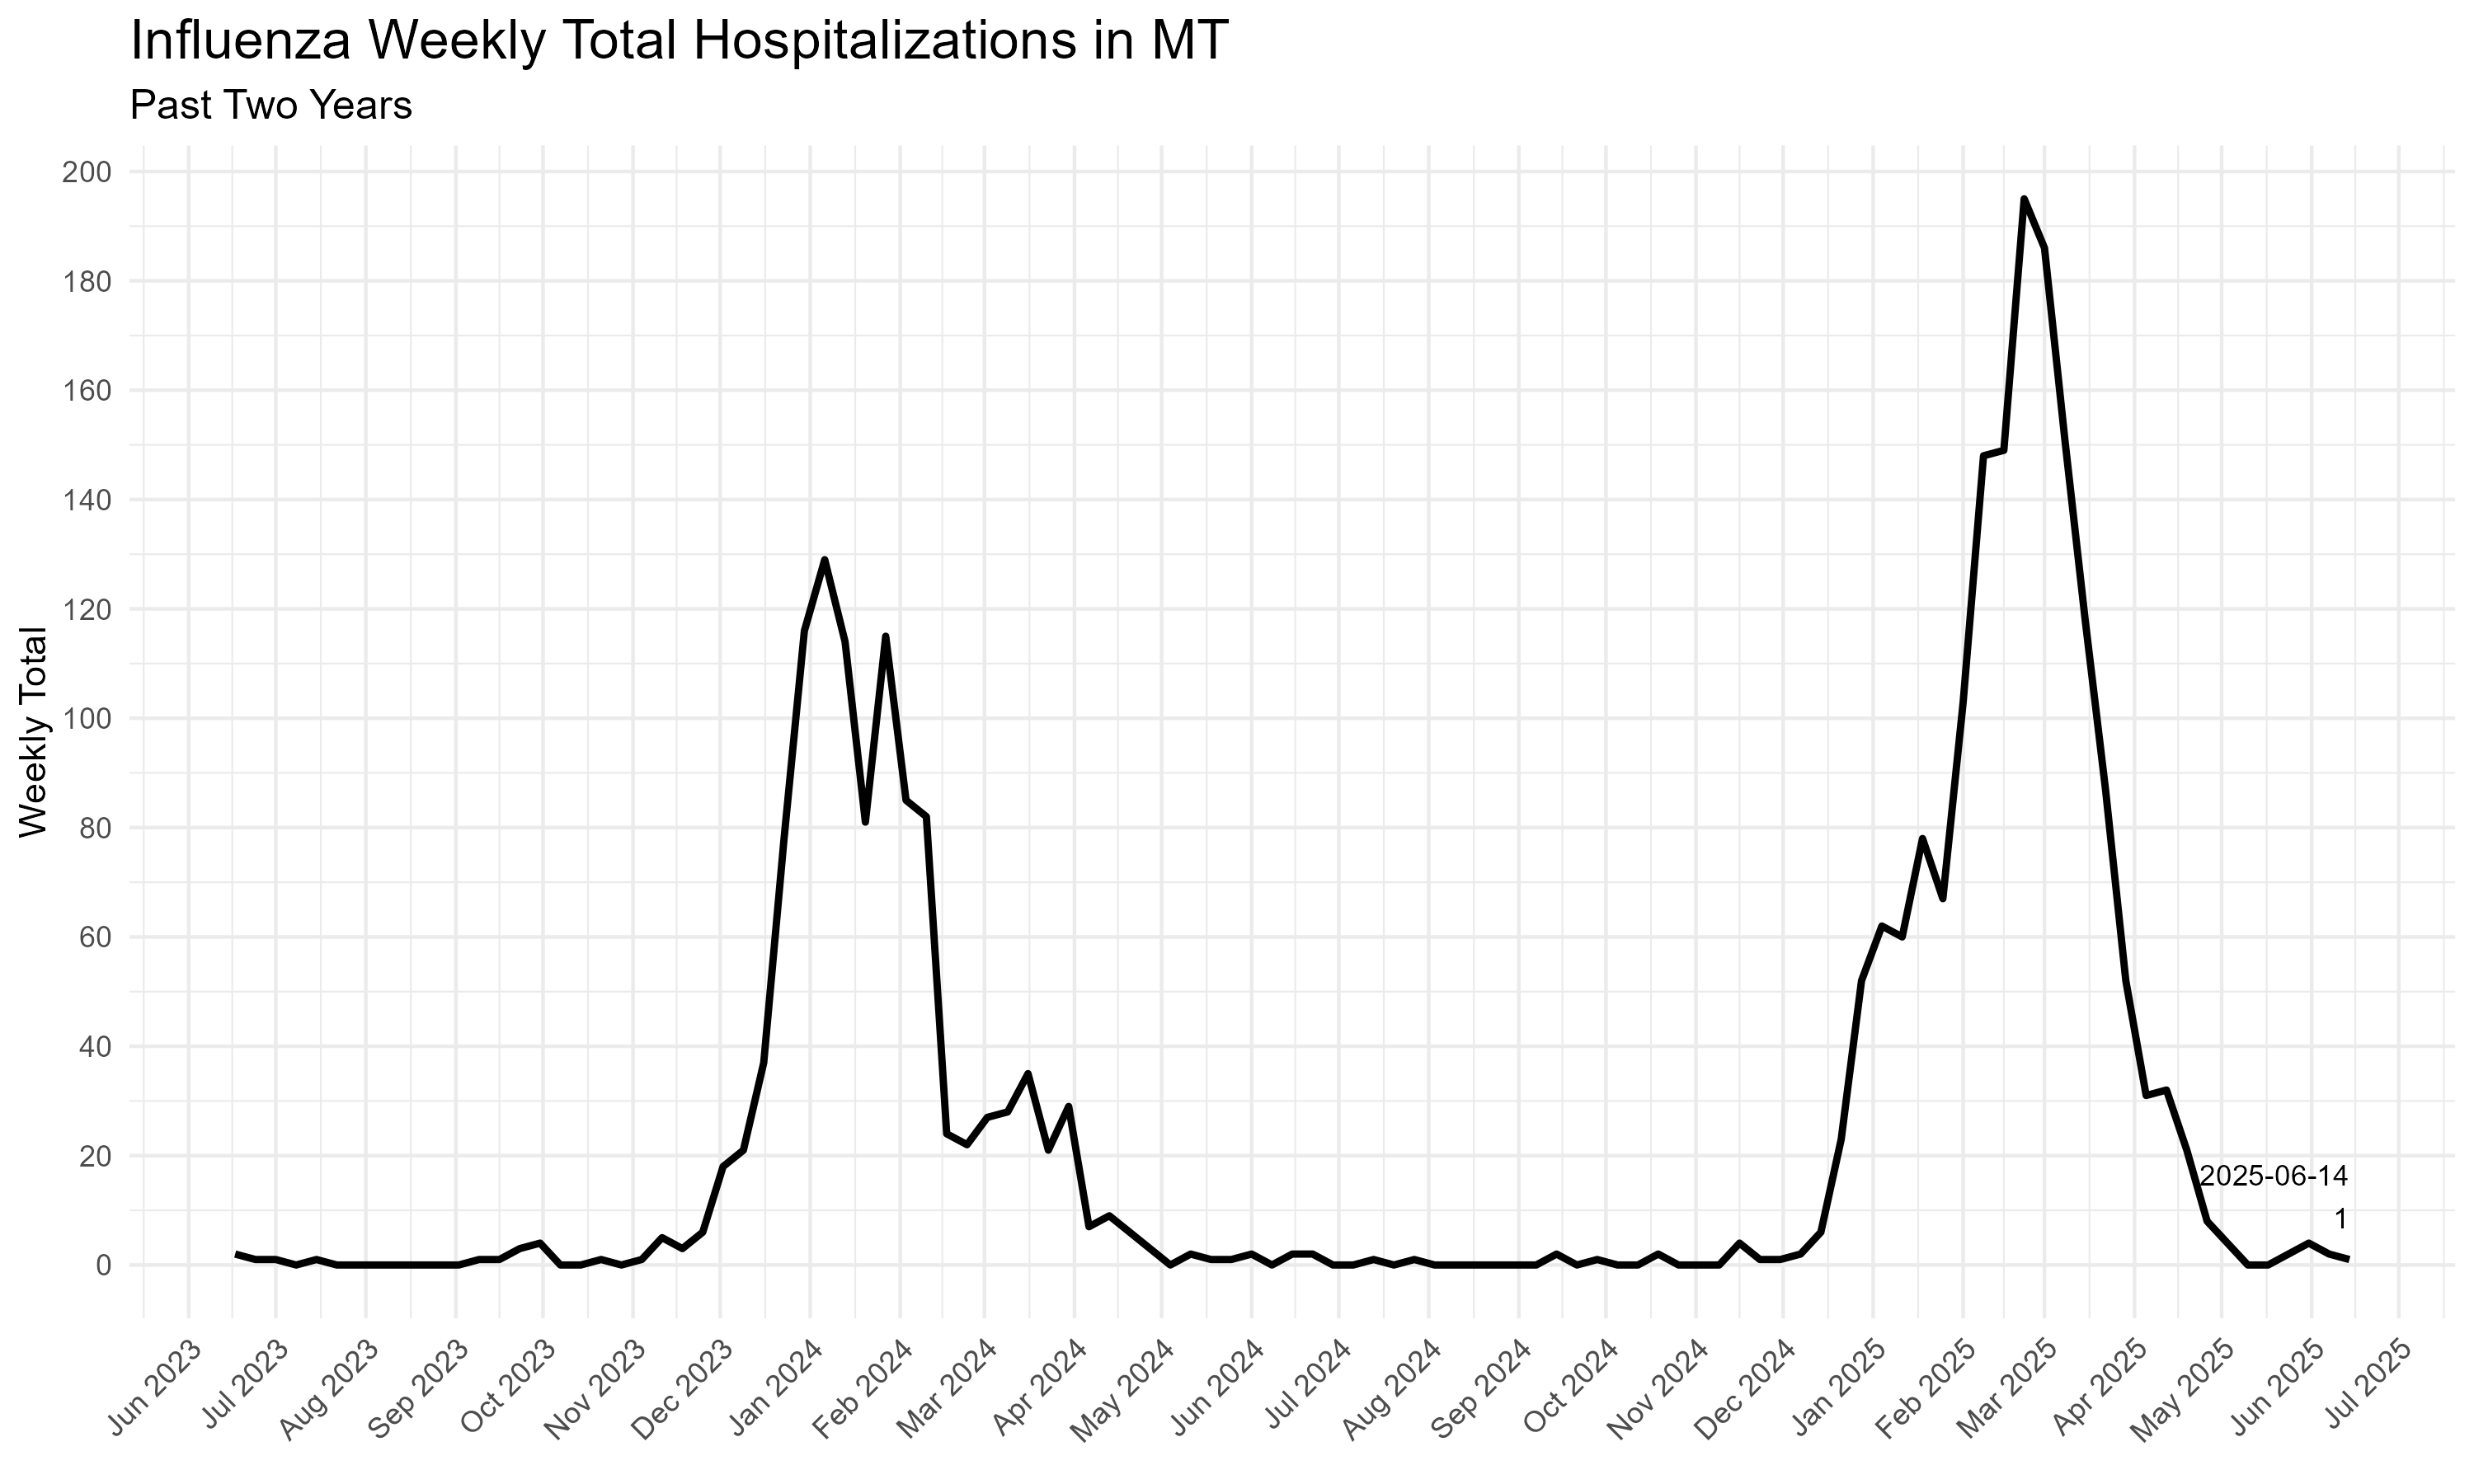 Influenza Weekly Total Hospitalizations in MT
Past Two Years
200
180
160
140
120
100
80
60
40
20
0
Weekly Total
2025-06-14
1
Jun 2023
Jul 2023
Aug 2023
Sep 2023
Oct 2023
Nov 2023
Dec 2023
Jan 2024
Feb 2024
Mar 2024
Apr 2024
May 2024
Jun 2024
Jul 2024
Aug 2024
Sep 2024
Oct 2024
Nov 2024
Dec 2024
Jan 2025
Feb 2025
Mar 2025
Apr 2025
May 2025
Jun 2025
Jul 2025